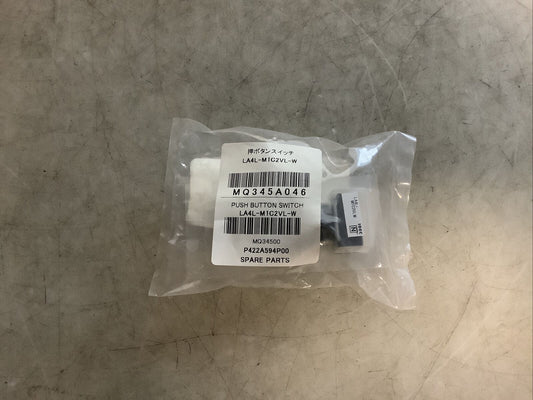 押ボタンスイッチ
LA4L-M1C2VL-W
MQ345A046
PUSH BUTTON SWITCH
LA4L-M1C2VL-W
MQ34500
P422A594P00
SPARE PARTS